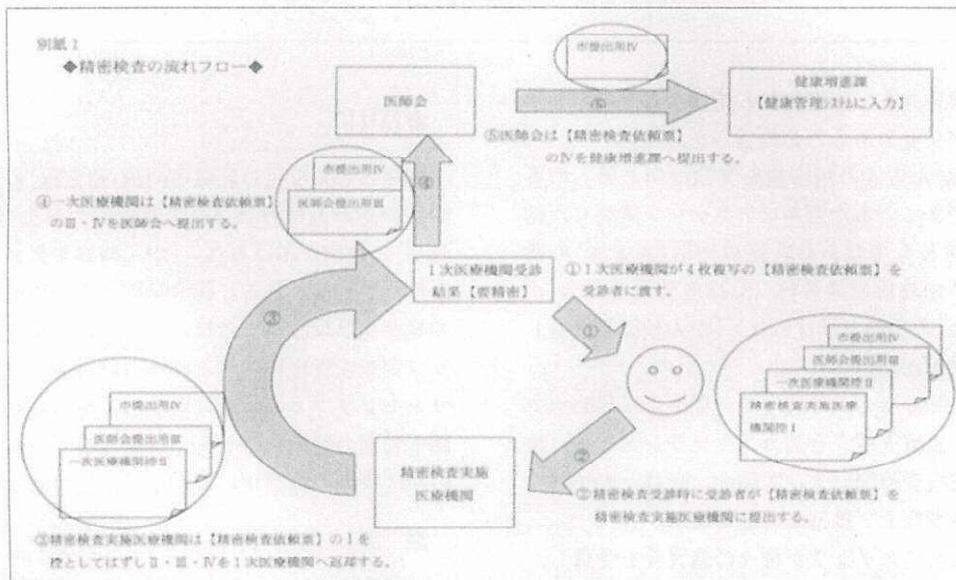 別紙1
◆精密検査の流れフロー◆
市提出用Ⅳ
医師会
⑤
健康増進課
【健康管理ｼｽﾃﾑに入力】
⑤医師会は【精密検査依頼票】
のⅣを健康増進課へ提出する。
市提出用Ⅳ
医師会提出用Ⅲ
④
④一次医療機関は【精密検査依頼票】
のⅢ・Ⅳを医師会へ提出する。
1次医療機関受診
結果【要精密】
①1次医療機関が4枚複写の【精密検査依頼票】を
受診者に渡す。
①
③
市提出用Ⅳ
医師会提出用Ⅲ
一次医療機関控Ⅱ
精密検査実施医療
機関控Ⅰ
市提出用Ⅳ
医師会提出用Ⅲ
一次医療機関控Ⅱ
②
精密検査実施
医療機関
②精密検査受診時に受診者が【精密検査依頼票】を
精密検査実施医療機関に提出する。
③精密検査実施医療機関は【精密検査依頼票】のⅠを
控としてはずしⅡ・Ⅲ・Ⅳを1次医療機関へ返却する。